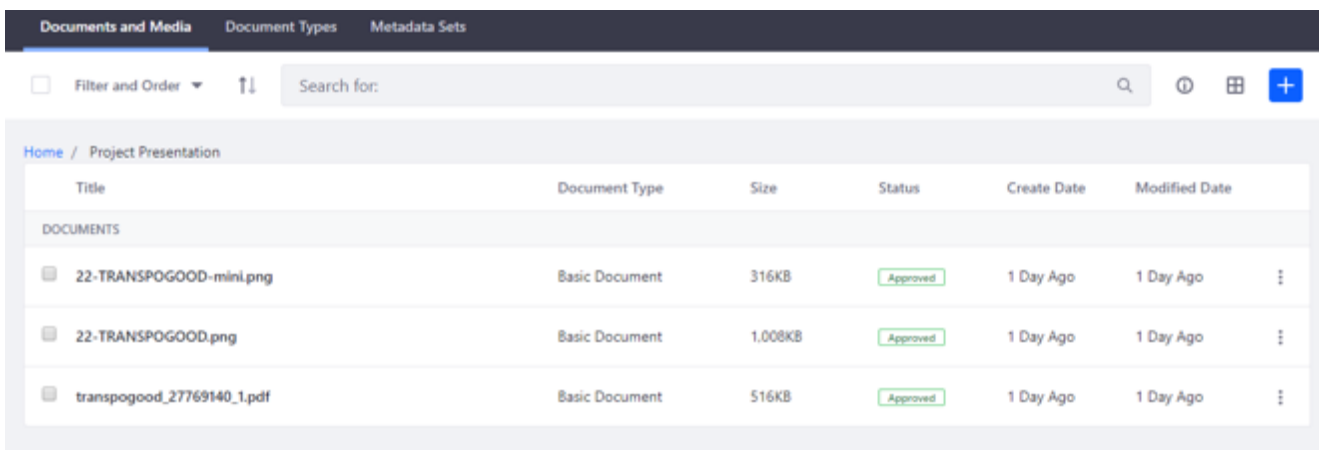 Documents and Media Document Types Metadata Sets
Filter and Order Search for:
Home / Project Presentation
Title Document Type Size Status Create Date Modified Date
DOCUMENTS
22-TRANSPOGOOD-mini.png Basic Document 316KB Approved 1 Day Ago 1 Day Ago
22-TRANSPOGOOD.png Basic Document 1,008KB Approved 1 Day Ago 1 Day Ago
transpogood_27769140_1.pdf Basic Document 516KB Approved 1 Day Ago 1 Day Ago